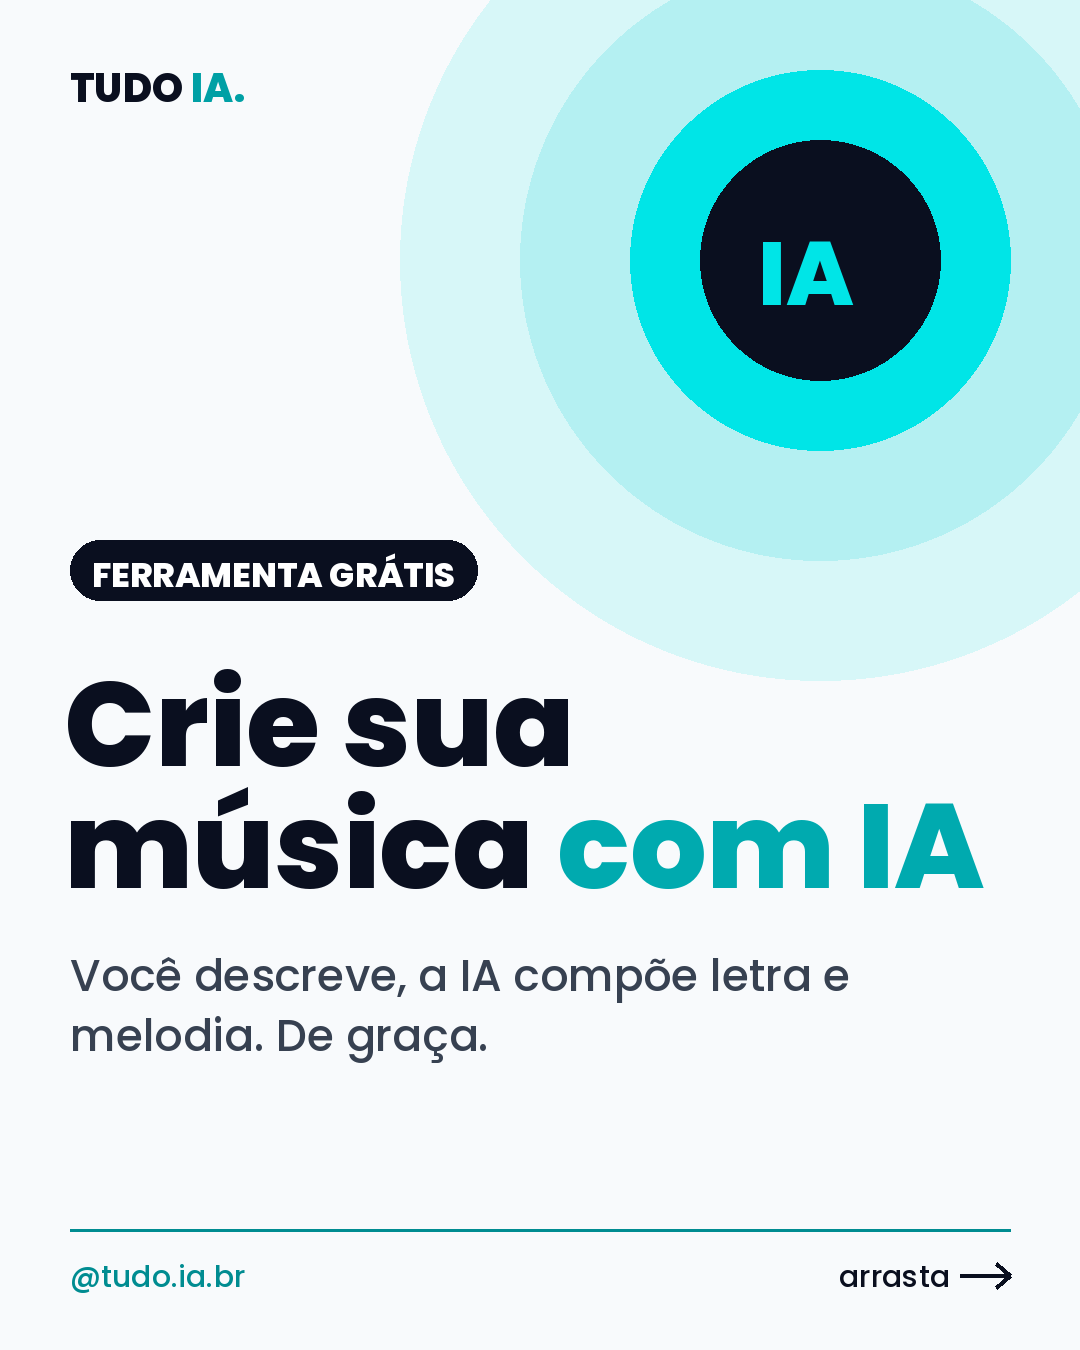 TUDO IA.
IA
FERRAMENTA GRÁTIS
Crie sua
música com IA
Você descreve, a IA compõe letra e
melodia. De graça.
@tudo.ia.br
arrasta